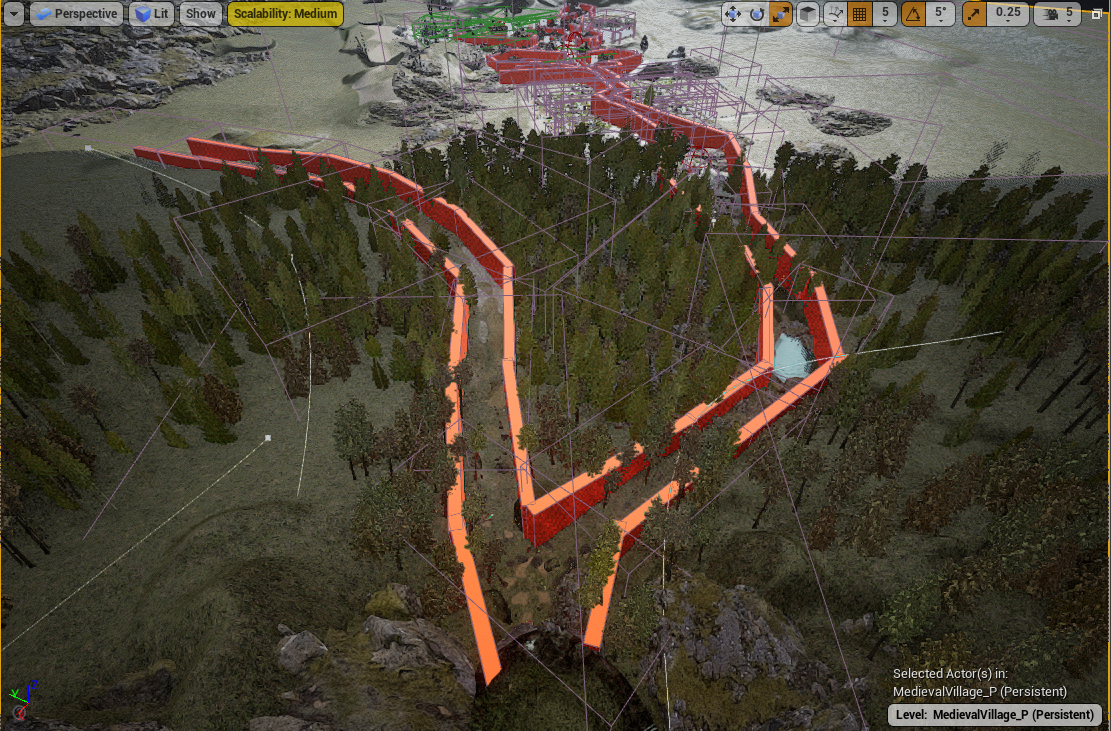 Perspective Lit Show Scalability: Medium 5 5° 0.25 5
Z
Y
Selected Actor(s) in:
MedievalVillage_P (Persistent)
Level: MedievalVillage_P (Persistent)